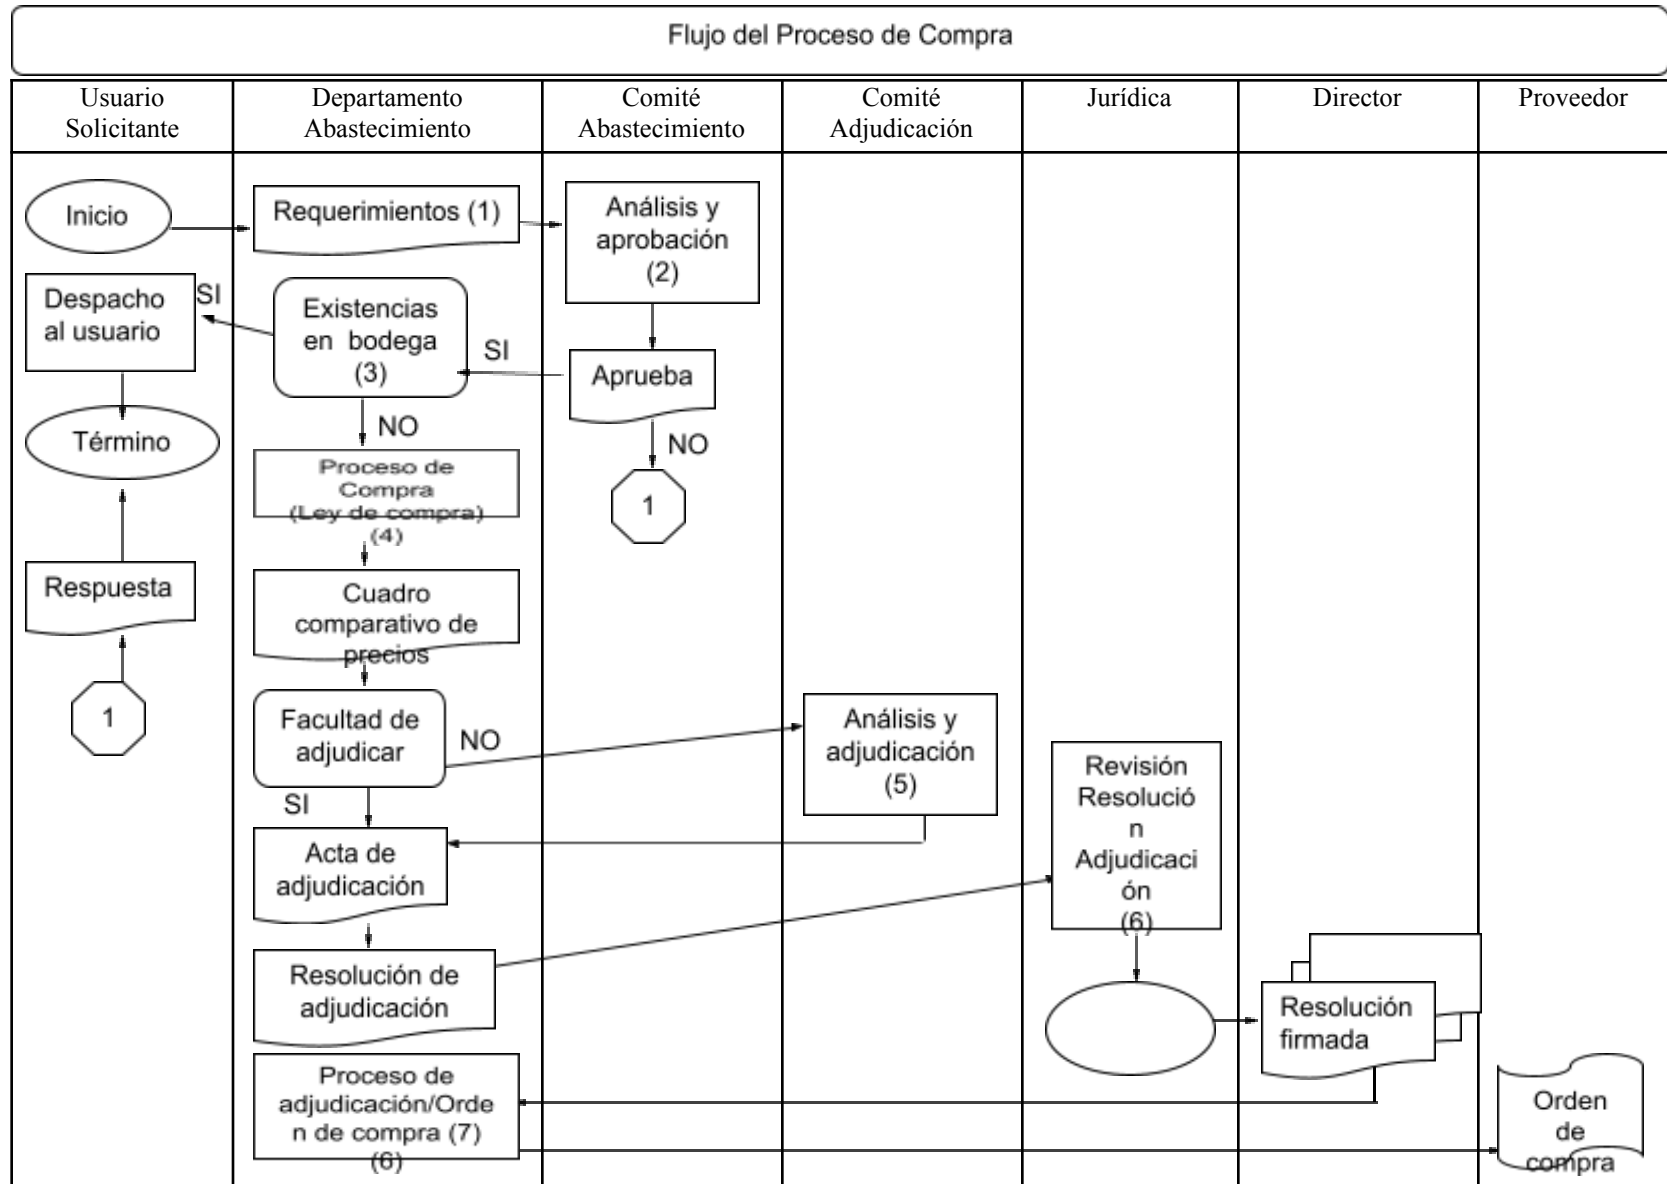 Flujo del Proceso de Compra
Usuario
Solicitante
Departamento
Abastecimiento
Comité
Abastecimiento
Comité
Adjudicación
Jurídica
Director
Proveedor
Inicio
Requerimientos (1)
Análisis y
aprobación
(2)
Despacho
al usuario
SI
Existencias
en bodega
(3)
SI
Aprueba
Término
NO
NO
Proceso de
Compra
(Ley de compra)
(4)
1
Respuesta
Cuadro
comparativo de
precios
1
Facultad de
adjudicar
NO
Análisis y
adjudicación
(5)
Revisión
Resolució
n
Adjudicaci
ón
(6)
SI
Acta de
adjudicación
Resolución de
adjudicación
Resolución
firmada
Proceso de
adjudicación/Orde
n de compra (7)
(6)
Orden
de
compra